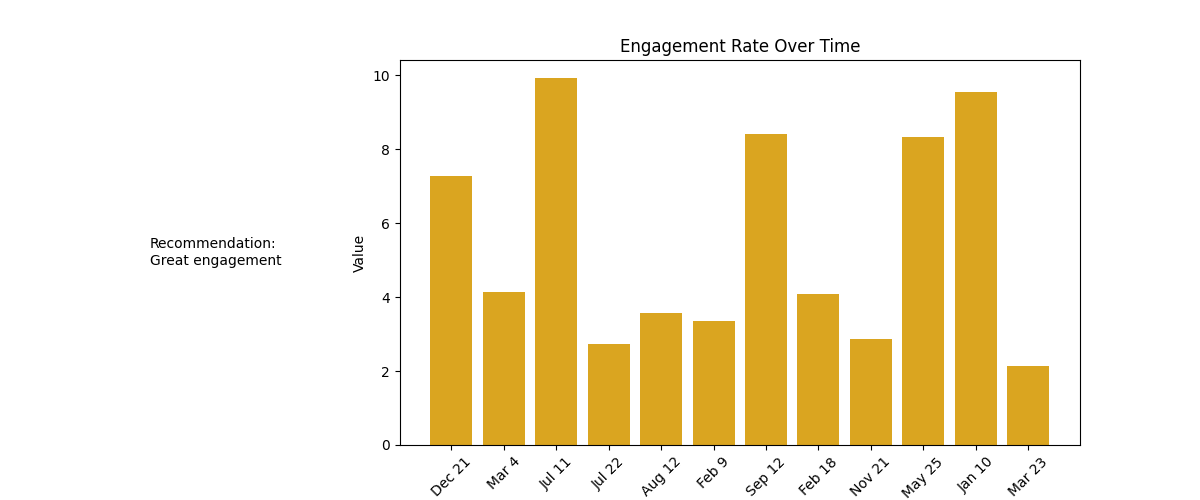 Engagement Rate Over Time
Recommendation:
Great engagement
Value
10
8
6
4
2
0
Dec 21
Mar 4
Jul 11
Jul 22
Aug 12
Feb 9
Sep 12
Feb 18
Nov 21
May 25
Jan 10
Mar 23